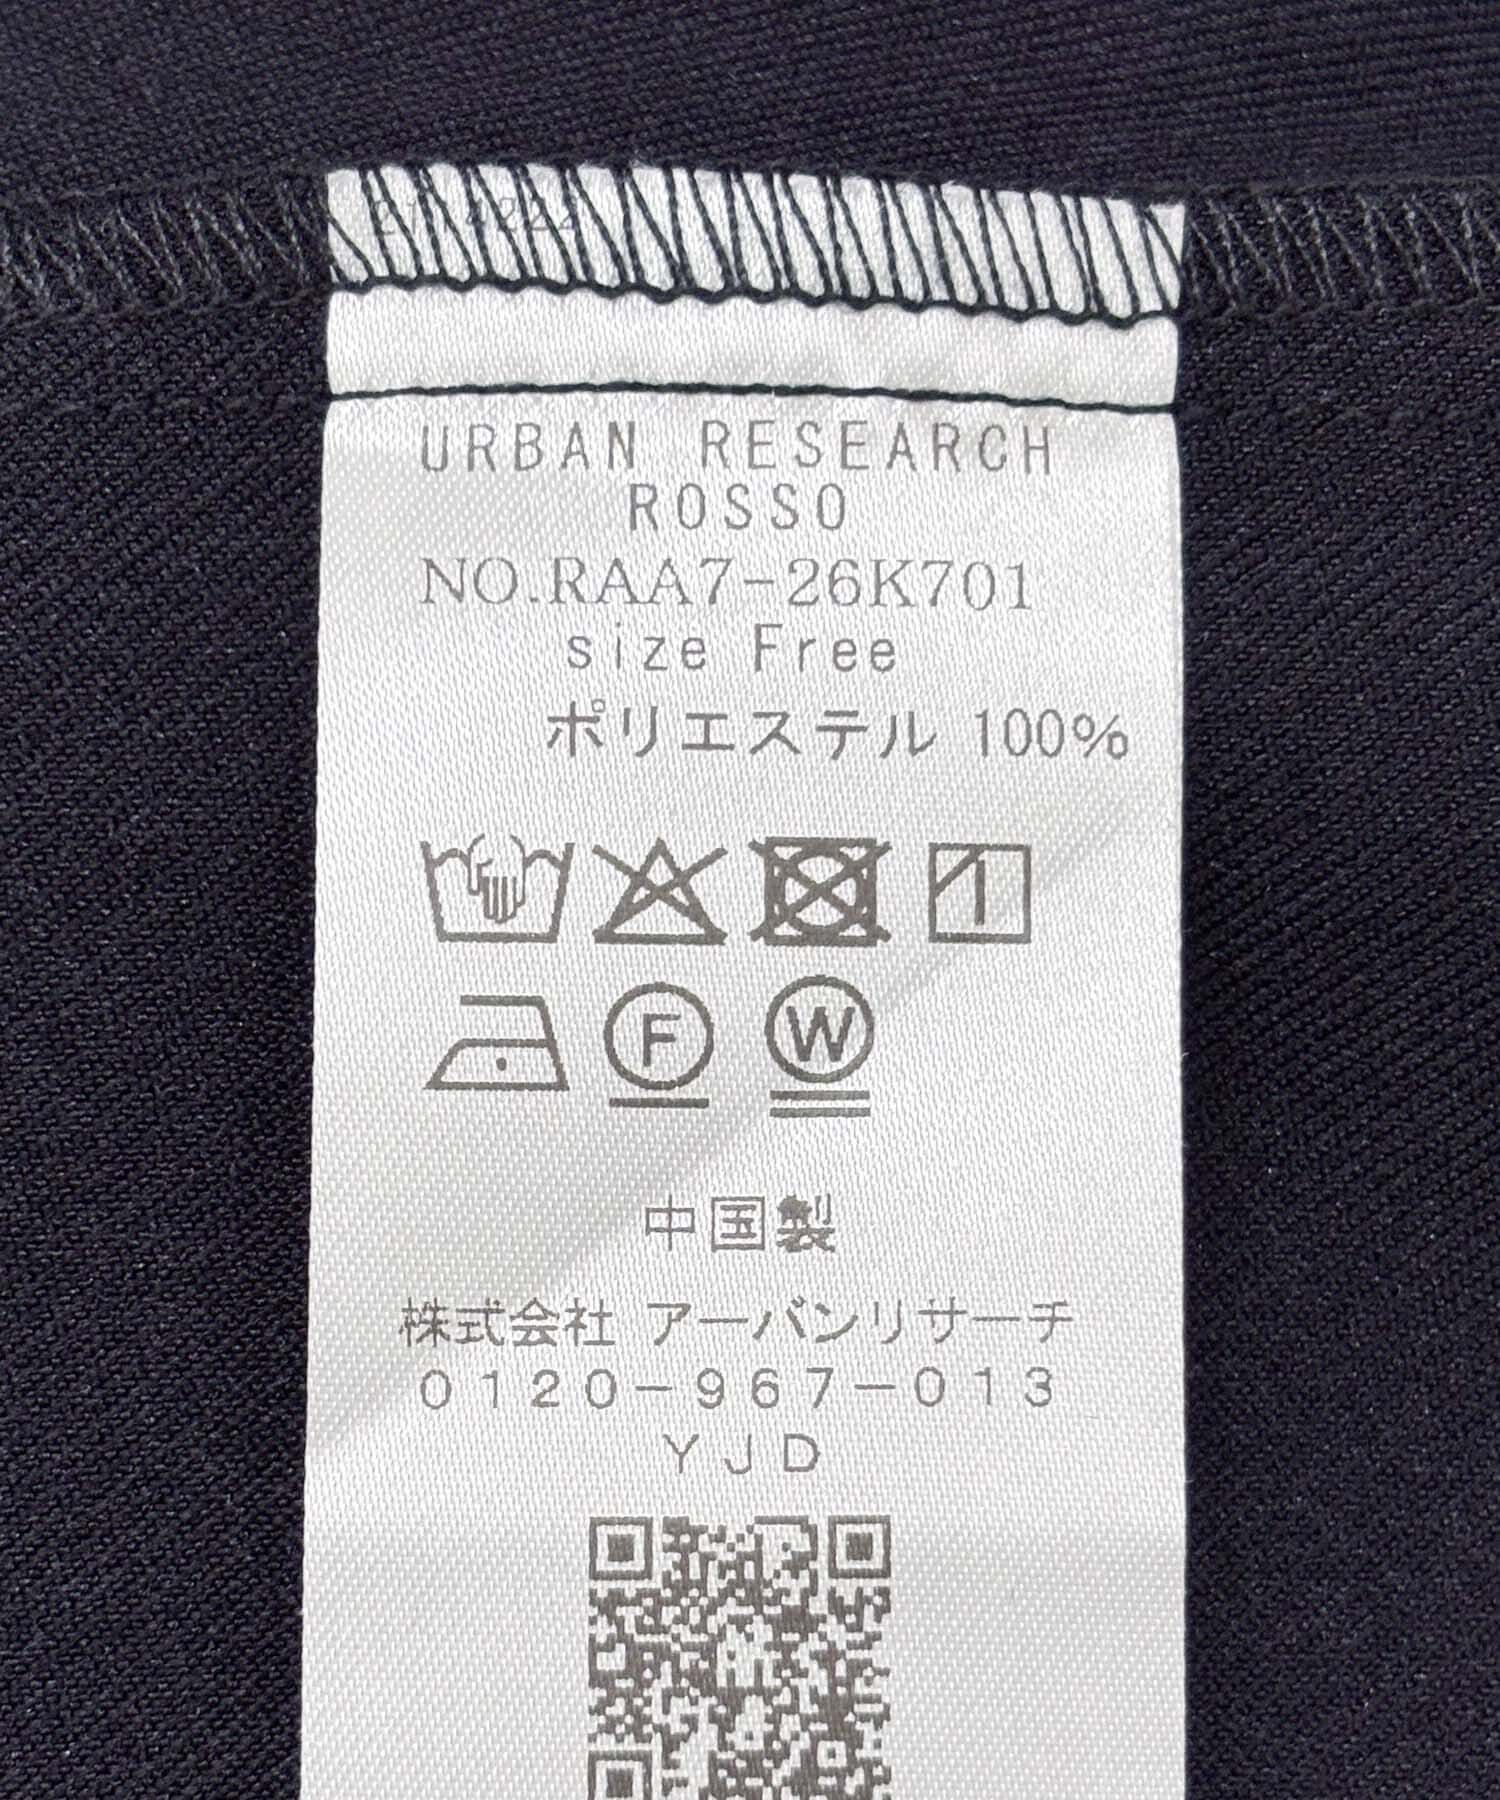 URBAN RESEARCH
ROSSO
NO.RAA7-26K701
size Free
ポリエステル 100%
F W
中国製
株式会社 アーバンリサーチ
0120-967-013
YJD